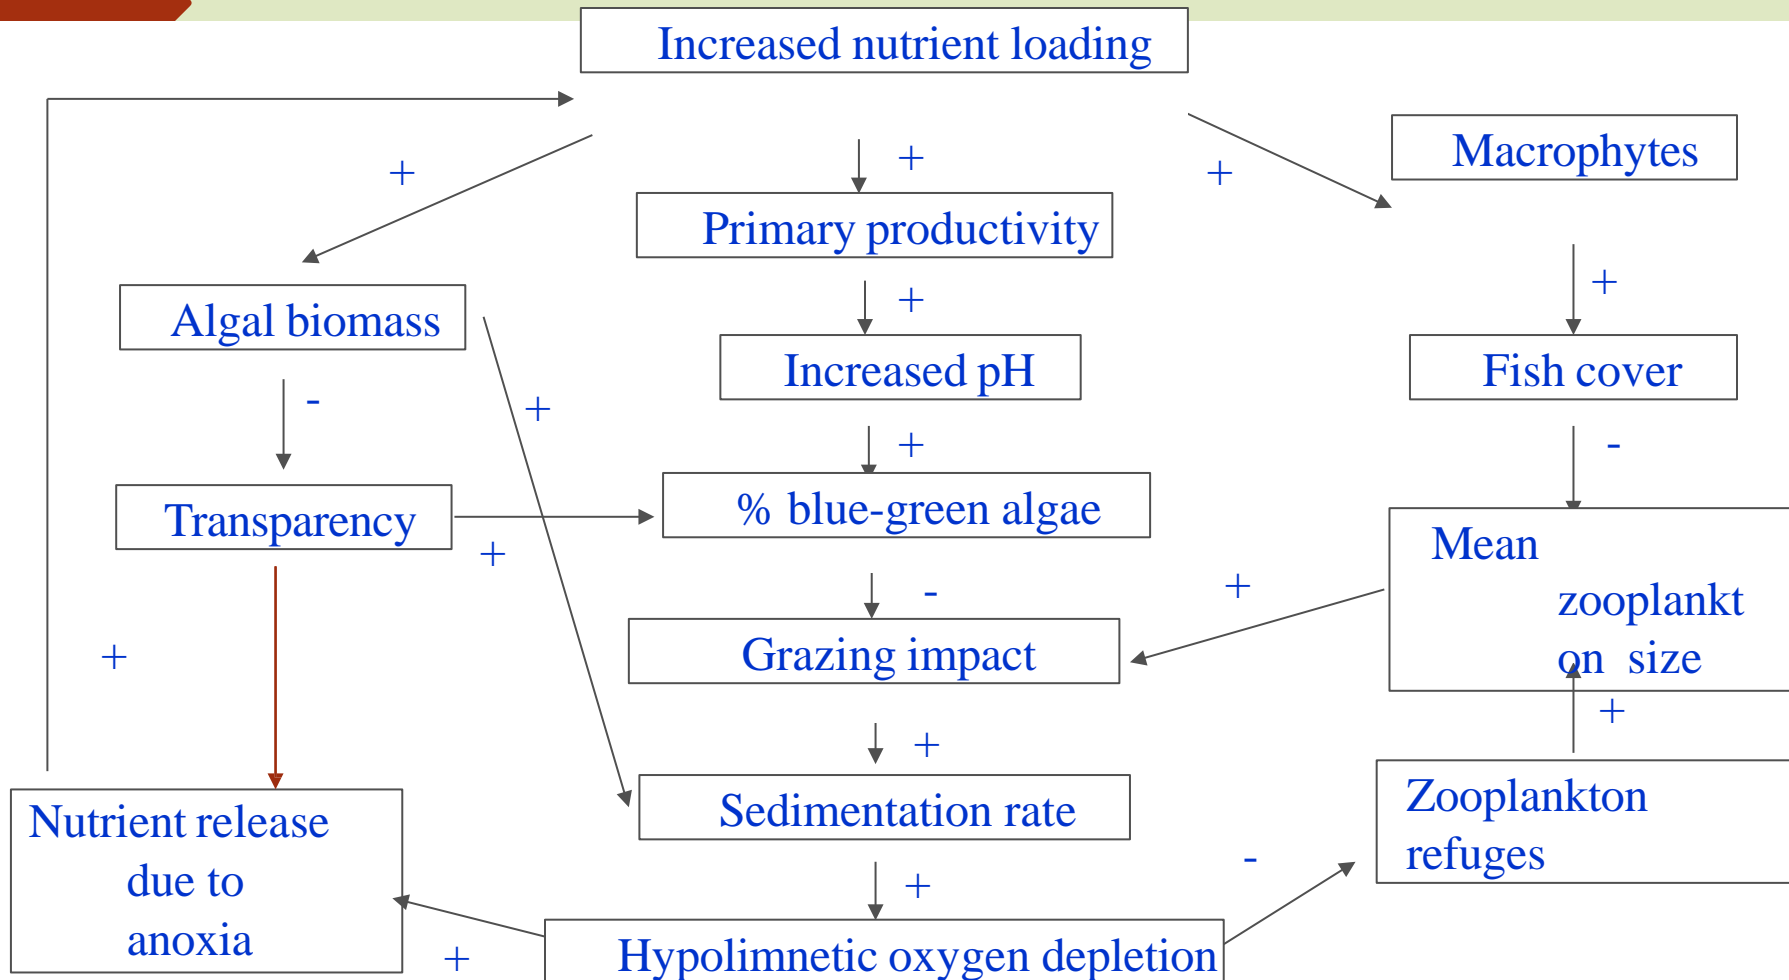 Increased nutrient loading
+
+
+
Macrophytes
Primary productivity
+
+
Algal biomass
Increased pH
Fish cover
-
+
+
-
Transparency
% blue-green algae
Mean
zooplankt
on size
+
-
+
+
Grazing impact
+
+
Sedimentation rate
Zooplankton
refuges
Nutrient release
due to
anoxia
-
+
+
Hypolimnetic oxygen depletion